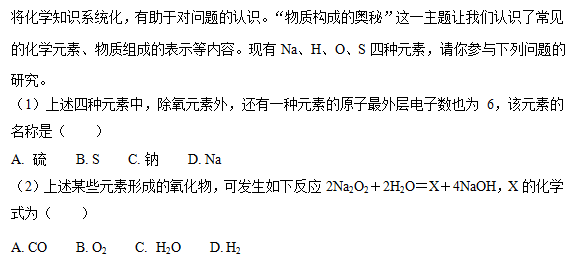 将化学知识系统化，有助于对问题的认识。“物质构成的奥秘”这一主题让我们认识了常见
的化学元素、物质组成的表示等内容。现有 Na、H、O、S 四种元素，请你参与下列问题的
研究。
（1）上述四种元素中，除氧元素外，还有一种元素的原子最外层电子数也为 6，该元素的
名称是（　　）
A. 硫　　B. S　　C. 钠　　D. Na
（2）上述某些元素形成的氧化物，可发生如下反应 2Na₂O₂＋2H₂O＝X＋4NaOH，X 的化学
式为（　　）
A. CO　　B. O₂　　C. H₂O　　D. H₂